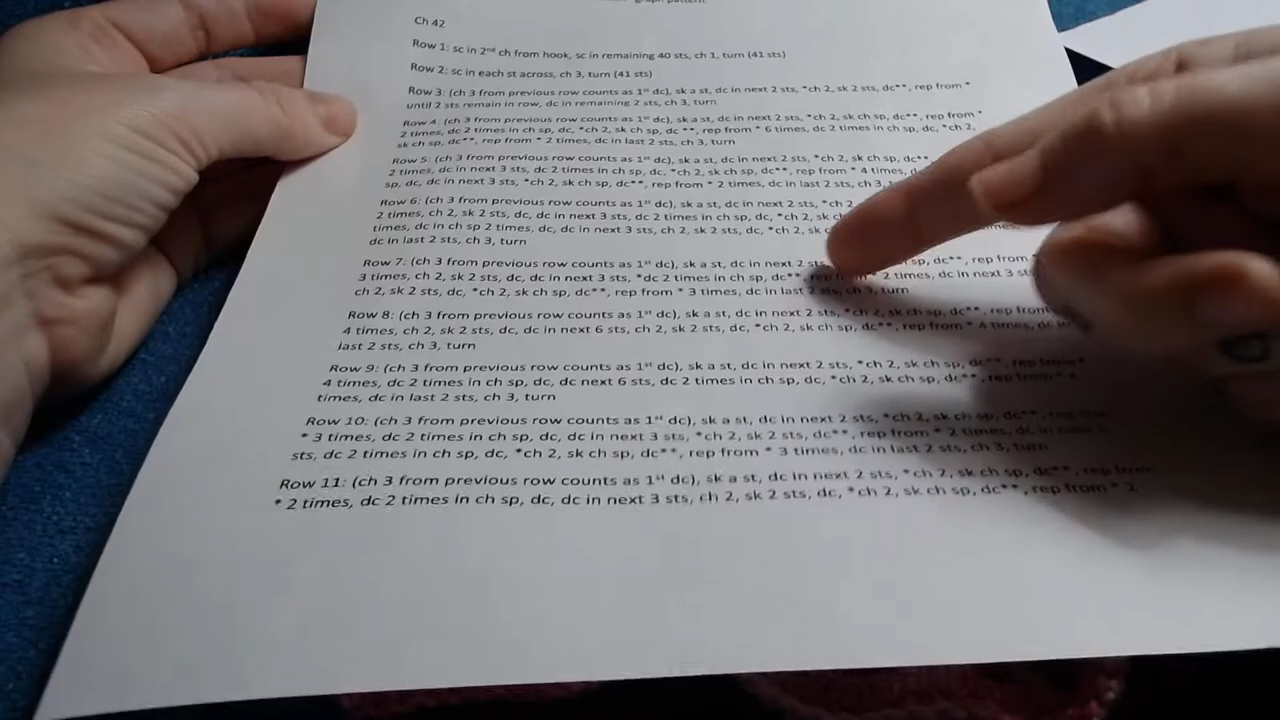 graph pattern
Ch 42
Row 1: sc in 2nd ch from hook, sc in remaining 40 sts, ch 1, turn (41 sts)
Row 2: sc in each st across, ch 3, turn (41 sts)
Row 3: (ch 3 from previous row counts as 1st dc), sk a st, dc in next 2 sts, *ch 2, sk 2 sts, dc**, rep from *
until 2 sts remain in row, dc in remaining 2 sts, ch 3, turn
Row 4: (ch 3 from previous row counts as 1st dc), sk a st, dc in next 2 sts, *ch 2, sk ch sp, dc**, rep from *
2 times, dc 2 times in ch sp, dc, *ch 2, sk ch sp, dc **, rep from * 6 times, dc 2 times in ch sp, dc, *ch 2,
sk ch sp, dc**, rep from * 2 times, dc in last 2 sts, ch 3, turn
Row 5: (ch 3 from previous row counts as 1st dc), sk a st, dc in next 2 sts, *ch 2, sk ch sp, dc**,
2 times, dc in next 3 sts, dc 2 times in ch sp, dc, *ch 2, sk ch sp, dc**, rep from * 4 times,
sp, dc, dc in next 3 sts, *ch 2, sk ch sp, dc**, rep from * 2 times, dc in last 2 sts, ch 3,
Row 6: (ch 3 from previous row counts as 1st dc), sk a st, dc in next 2 sts, *ch 2
2 times, ch 2, sk 2 sts, dc, dc in next 3 sts, dc 2 times in ch sp, dc, *ch 2, sk
times, dc in ch sp 2 times, dc, dc in next 3 sts, ch 2, sk 2 sts, dc, *ch 2, sk times,
dc in last 2 sts, ch 3, turn
Row 7: (ch 3 from previous row counts as 1st dc), sk a st, dc in next 2 sts sp, dc**, rep from
3 times, ch 2, sk 2 sts, dc, dc in next 3 sts, *dc 2 times in ch sp, dc**, * 2 times, dc in next 3 sts
ch 2, sk 2 sts, dc, *ch 2, sk ch sp, dc**, rep from * 3 times, dc in last 2 sts, ch 3, turn
Row 8: (ch 3 from previous row counts as 1st dc), sk a st, dc in next 2 sts, *ch 2, sk ch sp, dc**, rep from
4 times, ch 2, sk 2 sts, dc, dc in next 6 sts, ch 2, sk 2 sts, dc, *ch 2, sk ch sp, dc**, rep from * 4 times, dc in
last 2 sts, ch 3, turn
Row 9: (ch 3 from previous row counts as 1st dc), sk a st, dc in next 2 sts, *ch 2, sk ch sp, dc**, rep from *
4 times, dc 2 times in ch sp, dc, dc next 6 sts, dc 2 times in ch sp, dc, *ch 2, sk ch sp, dc**, rep from *
times, dc in last 2 sts, ch 3, turn
Row 10: (ch 3 from previous row counts as 1st dc), sk a st, dc in next 2 sts, *ch 2, sk ch sp, dc**, rep from
* 3 times, dc 2 times in ch sp, dc, dc in next 3 sts, *ch 2, sk 2 sts, dc**, rep from * 2 times, dc in next 3
sts, dc 2 times in ch sp, dc, *ch 2, sk ch sp, dc**, rep from * 3 times, dc in last 2 sts, ch 3, turn
Row 11: (ch 3 from previous row counts as 1st dc), sk a st, dc in next 2 sts, *ch 2, sk ch sp, dc**, rep from
* 2 times, dc 2 times in ch sp, dc, dc in next 3 sts, ch 2, sk 2 sts, dc, *ch 2, sk ch sp, dc**, rep from * 2